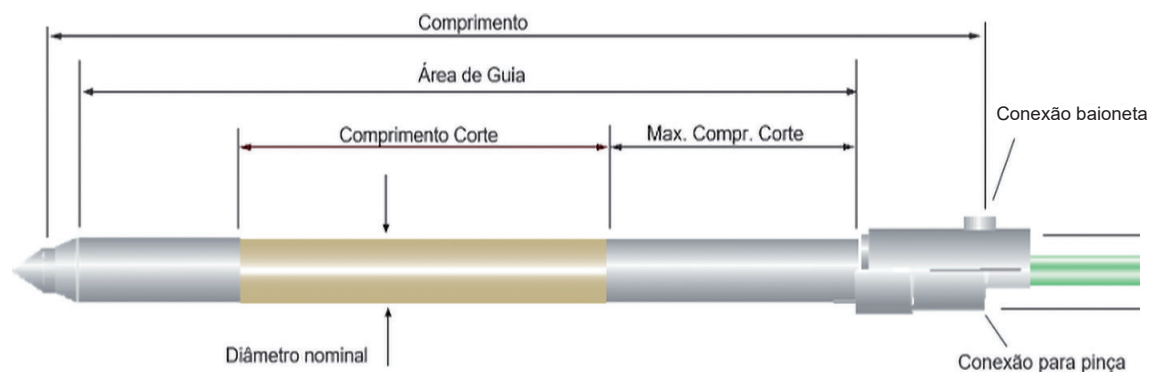 Comprimento
Área de Guia
Conexão baioneta
Comprimento Corte
Max. Compr. Corte
Diâmetro nominal
Conexão para pinça